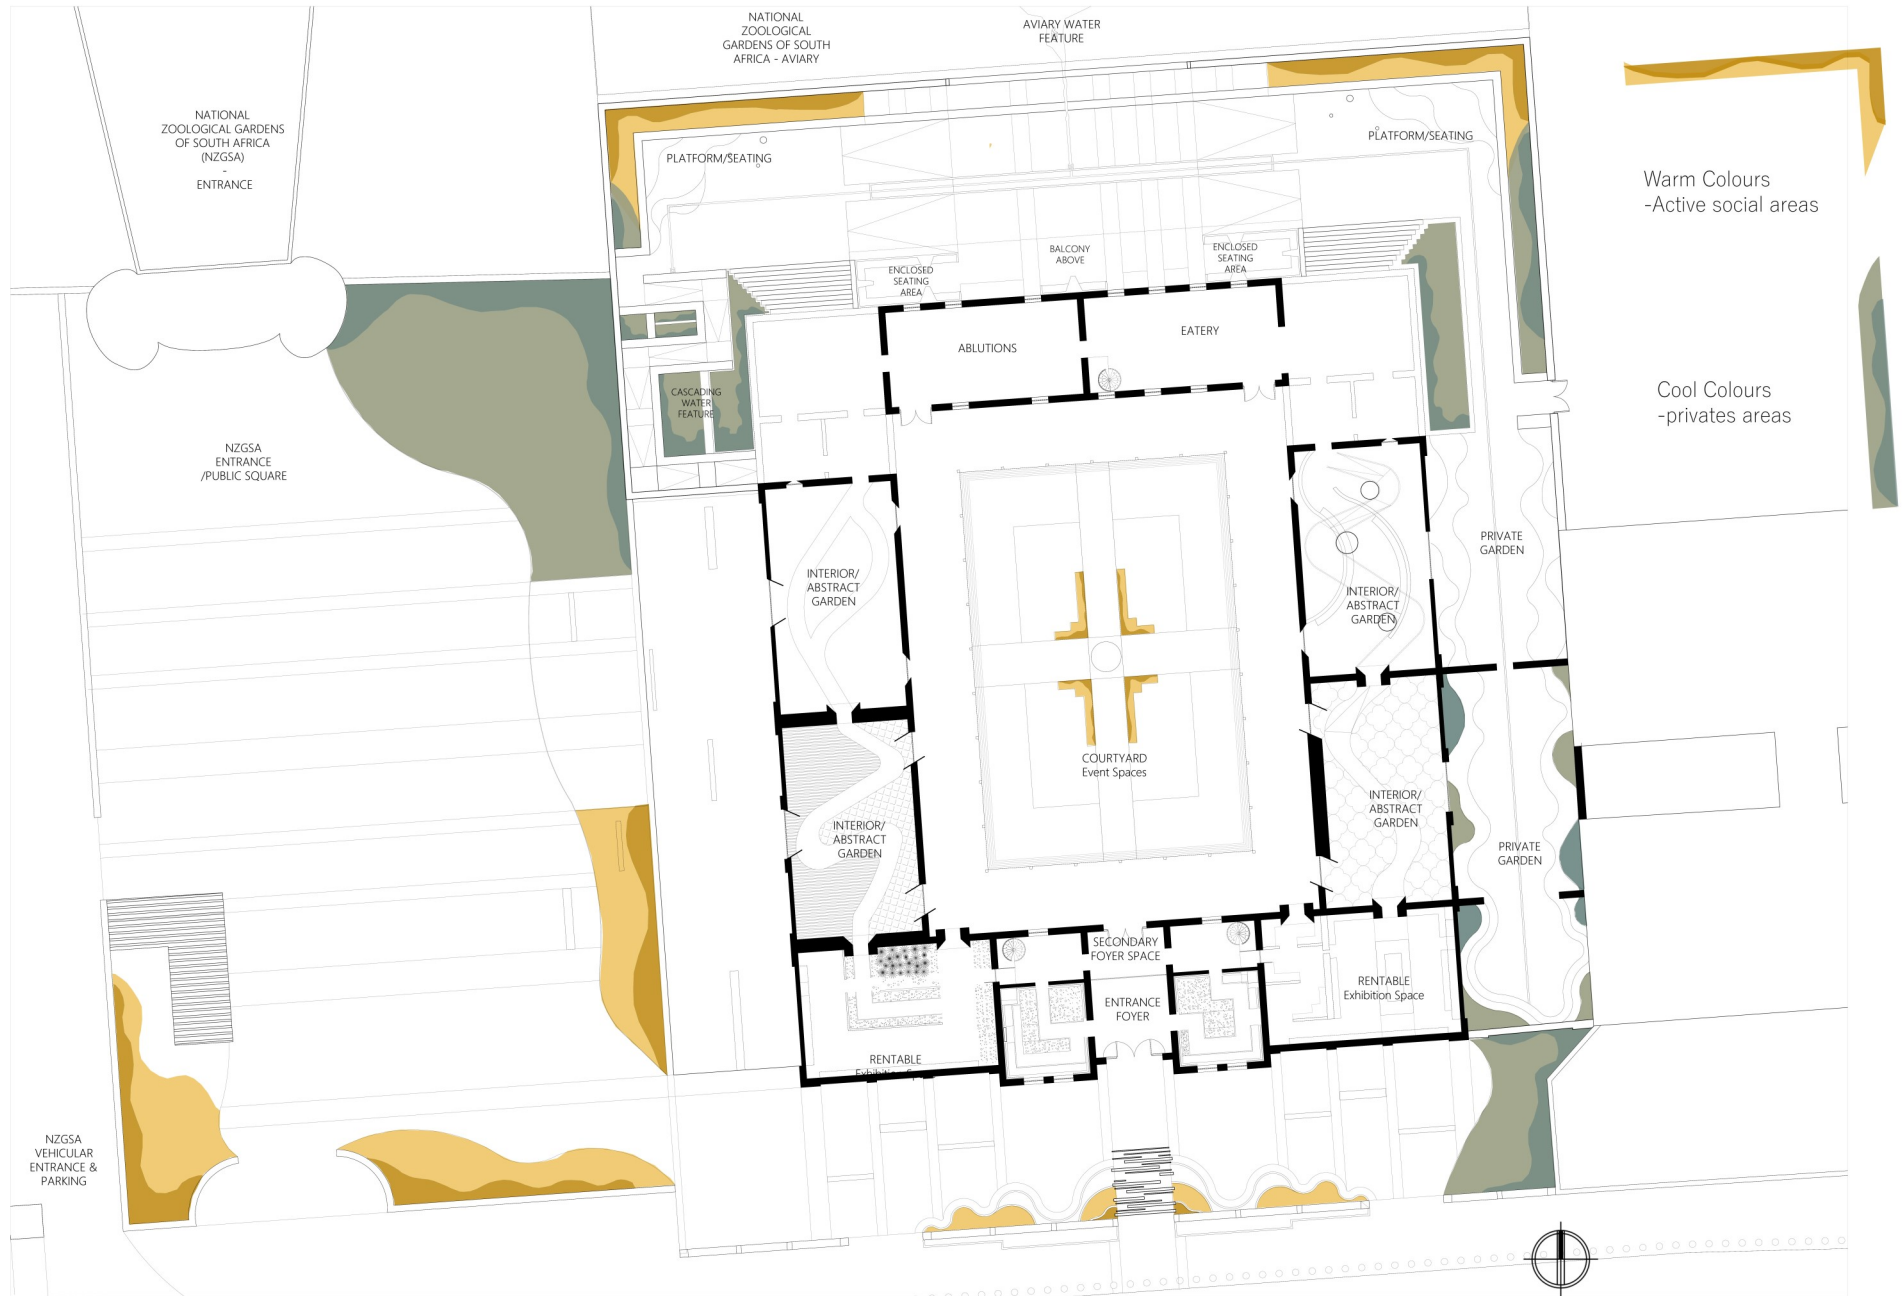 NATIONAL
ZOOLOGICAL
GARDENS OF SOUTH
AFRICA - AVIARY
AVIARY WATER
FEATURE
NATIONAL
ZOOLOGICAL GARDENS
OF SOUTH AFRICA
(NZGSA)
-
ENTRANCE
PLATFORM/SEATING
PLATFORM/SEATING
Warm Colours
-Active social areas
ENCLOSED
SEATING
AREA
BALCONY
ABOVE
ENCLOSED
SEATING
AREA
ABLUTIONS
EATERY
CASCADING
WATER
FEATURE
Cool Colours
-privates areas
NZGSA
ENTRANCE
/PUBLIC SQUARE
INTERIOR/
ABSTRACT
GARDEN
INTERIOR/
ABSTRACT
GARDEN
PRIVATE
GARDEN
COURTYARD
Event Spaces
INTERIOR/
ABSTRACT
GARDEN
INTERIOR/
ABSTRACT
GARDEN
PRIVATE
GARDEN
SECONDARY
FOYER SPACE
ENTRANCE
FOYER
RENTABLE
Exhibition Space
RENTABLE
NZGSA
VEHICULAR
ENTRANCE &
PARKING